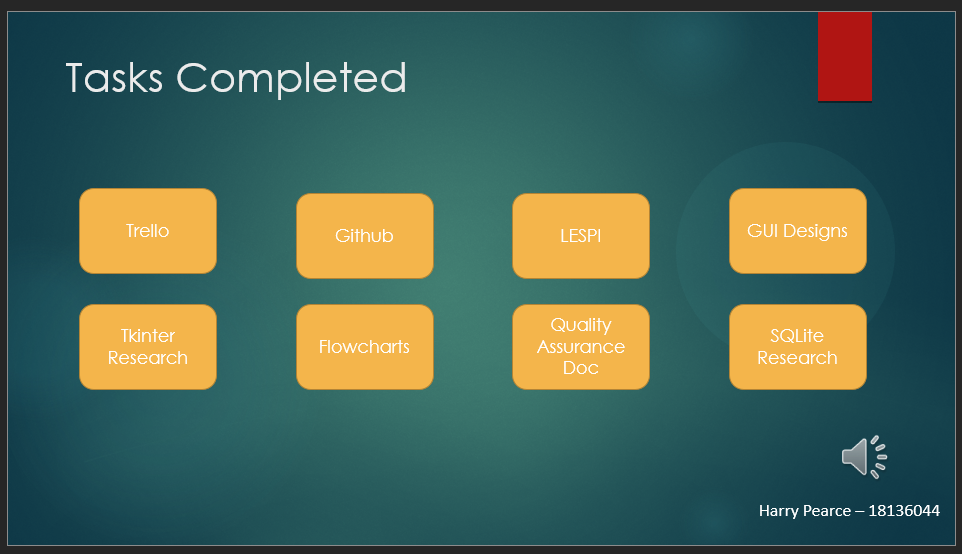 Tasks Completed
Trello
Github
LESPI
GUI Designs
Tkinter
Research
Flowcharts
Quality
Assurance
Doc
SQLite
Research
Harry Pearce – 18136044